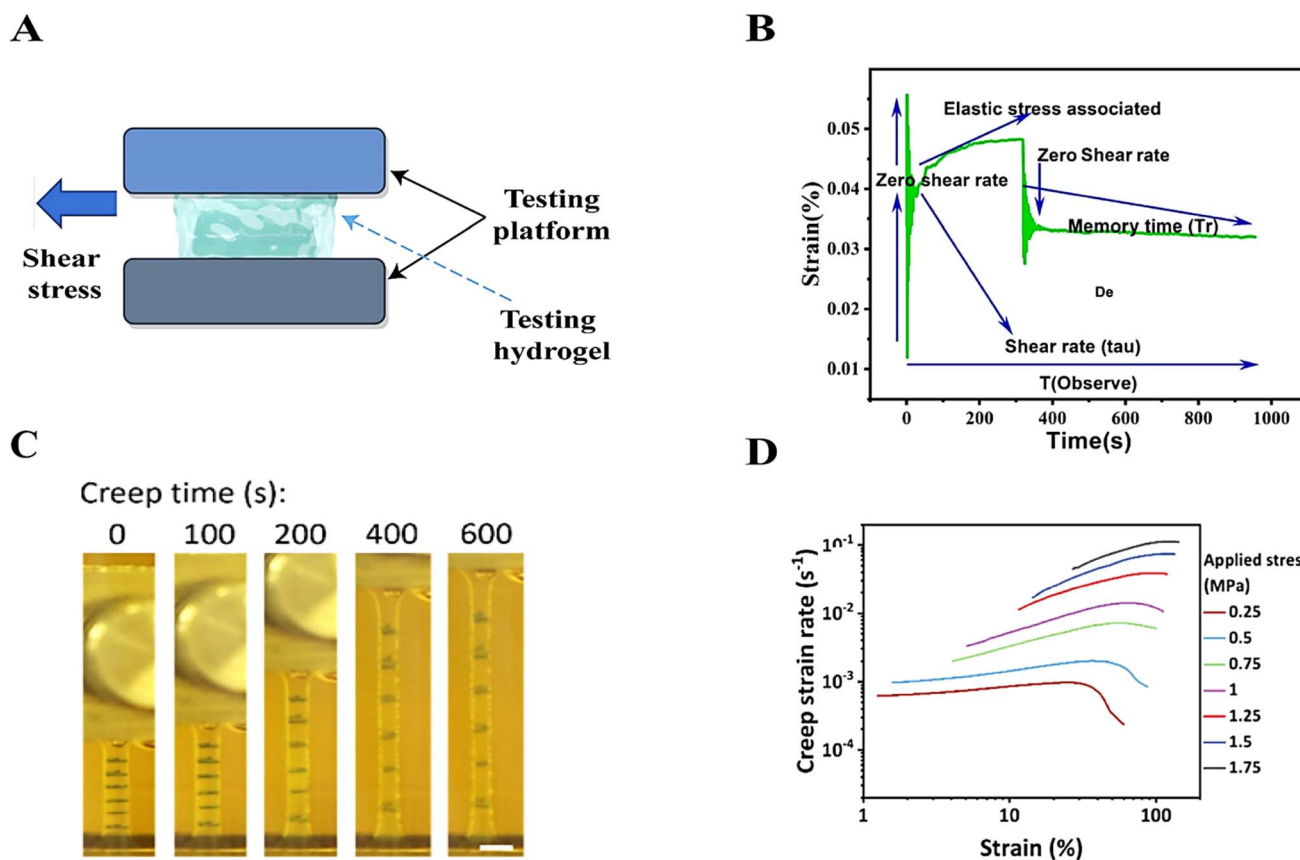 A
Shear
stress
Testing
platform
Testing
hydrogel
B
Strain(%)
0.05
0.04
0.03
0.02
0.01
Elastic stress associated
Zero Shear rate
Zero shear rate
Memory time (Tr)
De
Shear rate (tau)
T(Observe)
0 200 400 600 800 1000
Time(s)
C
Creep time (s):
0 100 200 400 600
D
Creep strain rate (s⁻¹)
10⁻¹
10⁻²
10⁻³
10⁻⁴
1 10 100
Strain (%)
Applied stres
(MPa)
0.25
0.5
0.75
1
1.25
1.5
1.75